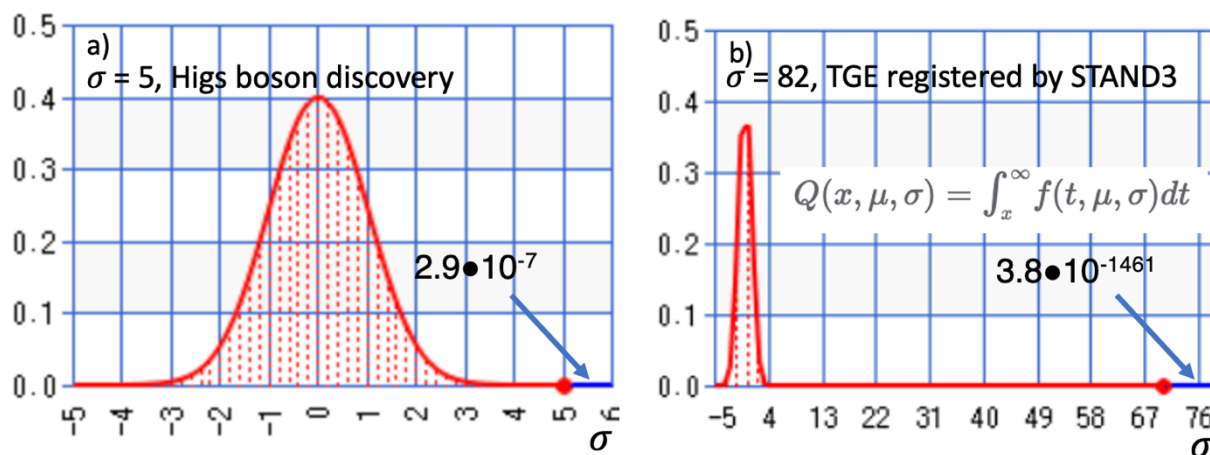 a)
σ = 5, Higs boson discovery
0.5
0.4
0.3
0.2
0.1
0.0
2.9●10⁻⁷
-5 -4 -3 -2 -1 0 1 2 3 4 5 6
σ
b)
σ = 82, TGE registered by STAND3
0.5
0.4
0.3
0.2
0.1
0.0
Q(x, μ, σ) = ∫ₓ^∞ f(t, μ, σ)dt
3.8●10⁻¹⁴⁶¹
-5 4 13 22 31 40 49 58 67 76
σ